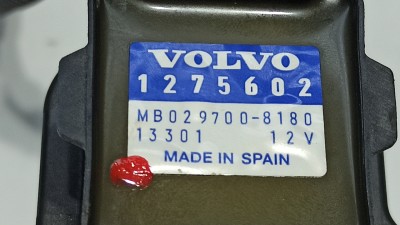 VOLVO
1275602
MB029700-8180
13301 12V
MADE IN SPAIN